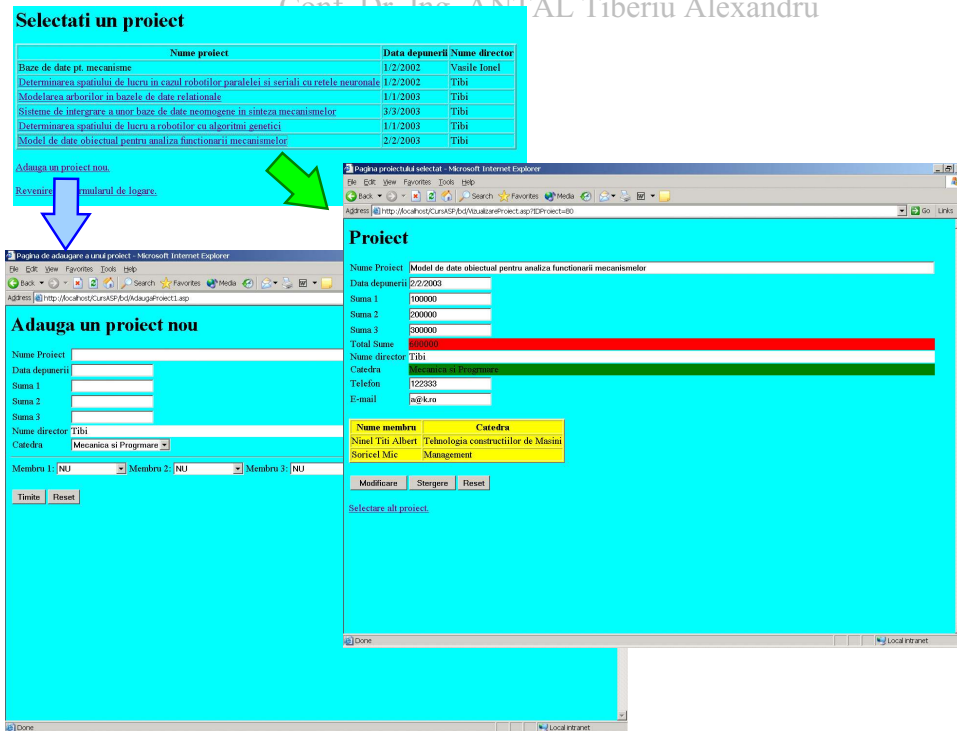 Conf. Dr. Ing. ANTAL Tiberiu Alexandru
Selectati un proiect
Nume proiect Data depunerii Nume director
Baze de date pt. mecanisme 1/2/2002 Vasile Ionel
Determinarea spatiului de lucru in cazul robotilor paralelei si seriali cu retele neuronale 1/2/2002 Tibi
Modelarea arborilor in bazele de date relationale 1/1/2003 Tibi
Sisteme de intergrare a unor baze de date neomogene in sinteza mecanismelor 3/3/2003 Tibi
Determinarea spatiului de lucru a robotilor cu algoritmi genetici 1/1/2003 Tibi
Model de date obiectual pentru analiza functionarii mecanismelor 2/2/2003 Tibi
Adauga un proiect nou.
Revenire formularul de logare.
Pagina de adaugare a unui proiect - Microsoft Internet Explorer
File Edit View Favorites Tools Help
Back Search Favorites Media
Address http://localhost/CursASP/bd/AdaugaProiect1.asp
Adauga un proiect nou
Nume Proiect
Data depunerii
Suma 1
Suma 2
Suma 3
Nume director Tibi
Catedra Mecanica si Progrmare
Membru 1: NU Membru 2: NU Membru 3: NU
Timite Reset
Done Local intranet
Pagina proiectului selectat - Microsoft Internet Explorer
File Edit View Favorites Tools Help
Back Search Favorites Media
Address http://localhost/CursASP/bd/VizualizareProiect.asp?IDProiect=80 Go Links
Proiect
Nume Proiect Model de date obiectual pentru analiza functionarii mecanismelor
Data depunerii 2/2/2003
Suma 1 100000
Suma 2 200000
Suma 3 300000
Total Sume 600000
Nume director Tibi
Catedra Mecanica si Progrmare
Telefon 122333
E-mail a@k.ro
Nume membru Catedra
Ninel Titi Albert Tehnologia constructiilor de Masini
Soricel Mic Management
Modificare Stergere Reset
Selectare alt proiect.
Done Local intranet